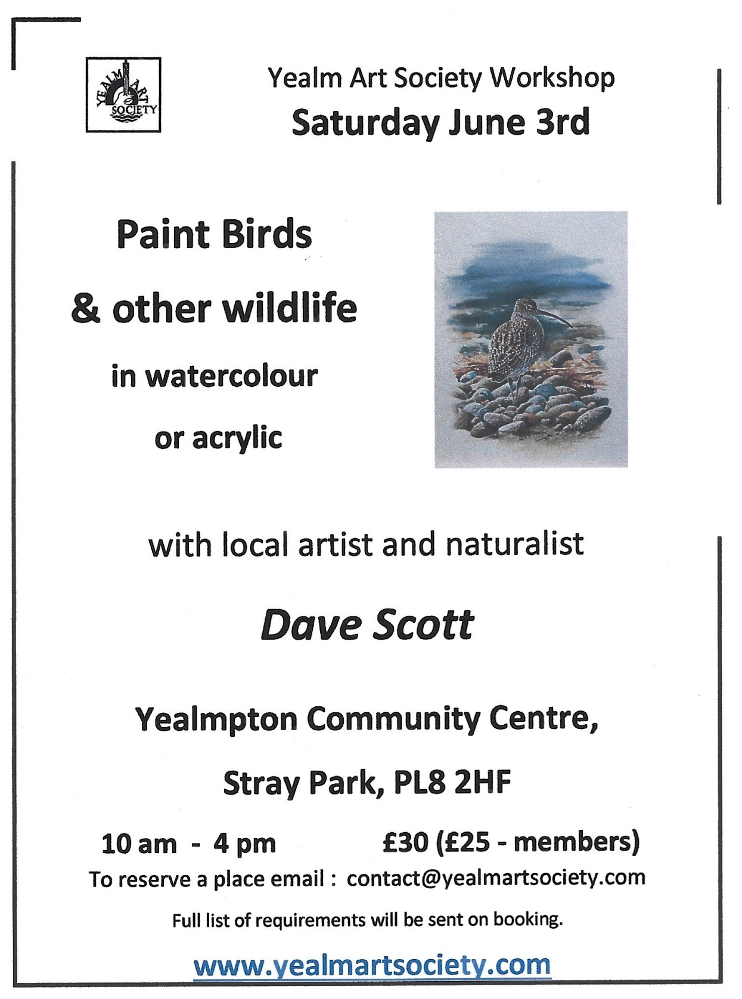 YEALM ART
SOCIETY
Yealm Art Society Workshop
Saturday June 3rd
Paint Birds
& other wildlife
in watercolour
or acrylic
with local artist and naturalist
Dave Scott
Yealmpton Community Centre,
Stray Park, PL8 2HF
10 am - 4 pm £30 (£25 - members)
To reserve a place email : contact@yealmartsociety.com
Full list of requirements will be sent on booking.
www.yealmartsociety.com